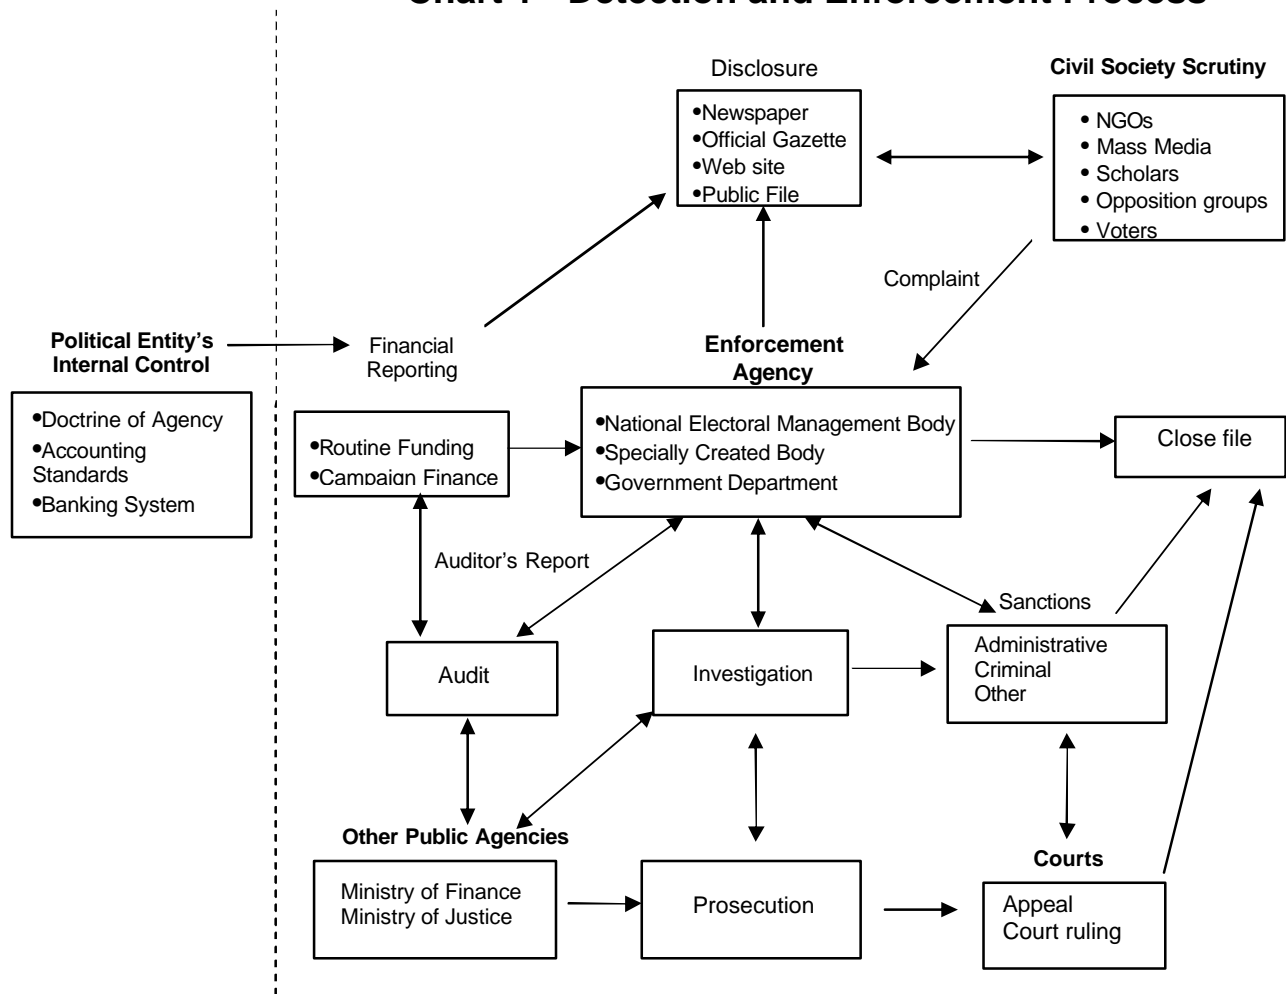 Chart 1 - Detection and Enforcement Process
Disclosure
•Newspaper
•Official Gazette
•Web site
•Public File
Civil Society Scrutiny
• NGOs
• Mass Media
• Scholars
• Opposition groups
• Voters
Complaint
Political Entity’s
Internal Control
•Doctrine of Agency
•Accounting
Standards
•Banking System
Financial
Reporting
•Routine Funding
•Campaign Finance
Enforcement
Agency
•National Electoral Management Body
•Specially Created Body
•Government Department
Close file
Auditor’s Report
Audit
Investigation
Sanctions
Administrative
Criminal
Other
Other Public Agencies
Ministry of Finance
Ministry of Justice
Prosecution
Courts
Appeal
Court ruling